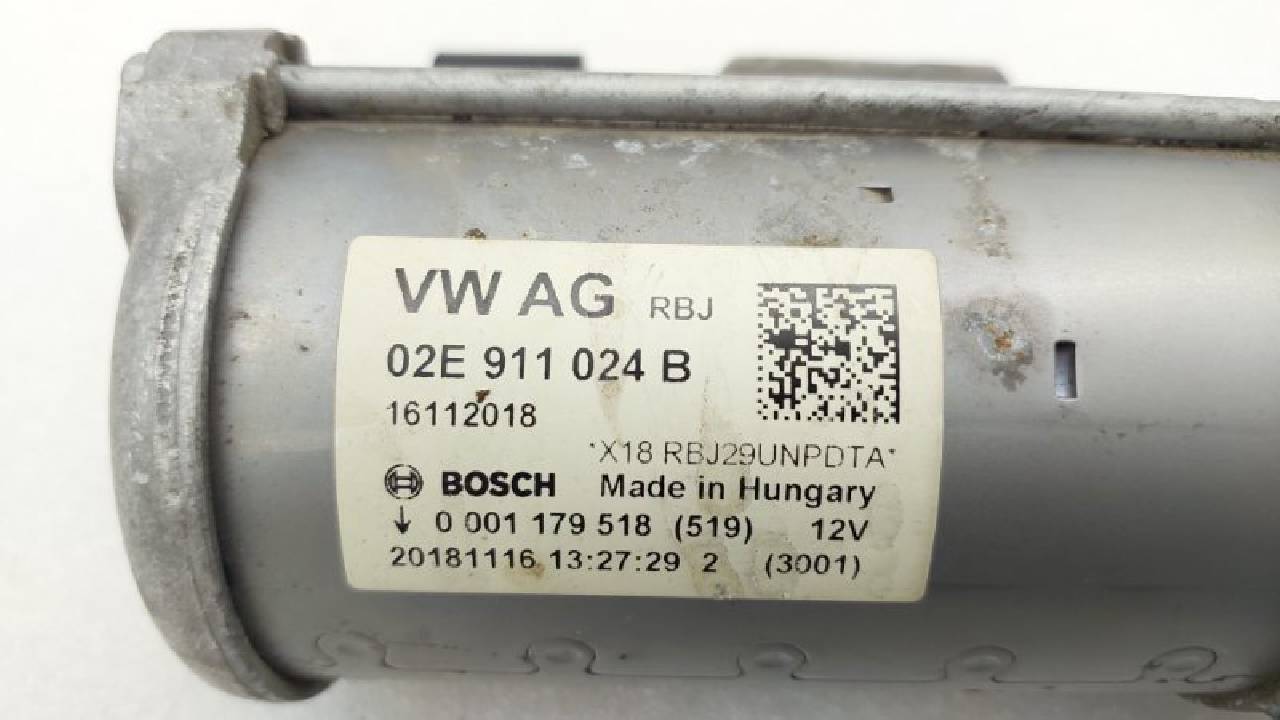 VW AG RBJ
02E 911 024 B
16112018
*X18 RBJ29UNPDTA*
BOSCH Made in Hungary
↓ 0 001 179 518 (519) 12V
20181116 13:27:29 2 (3001)